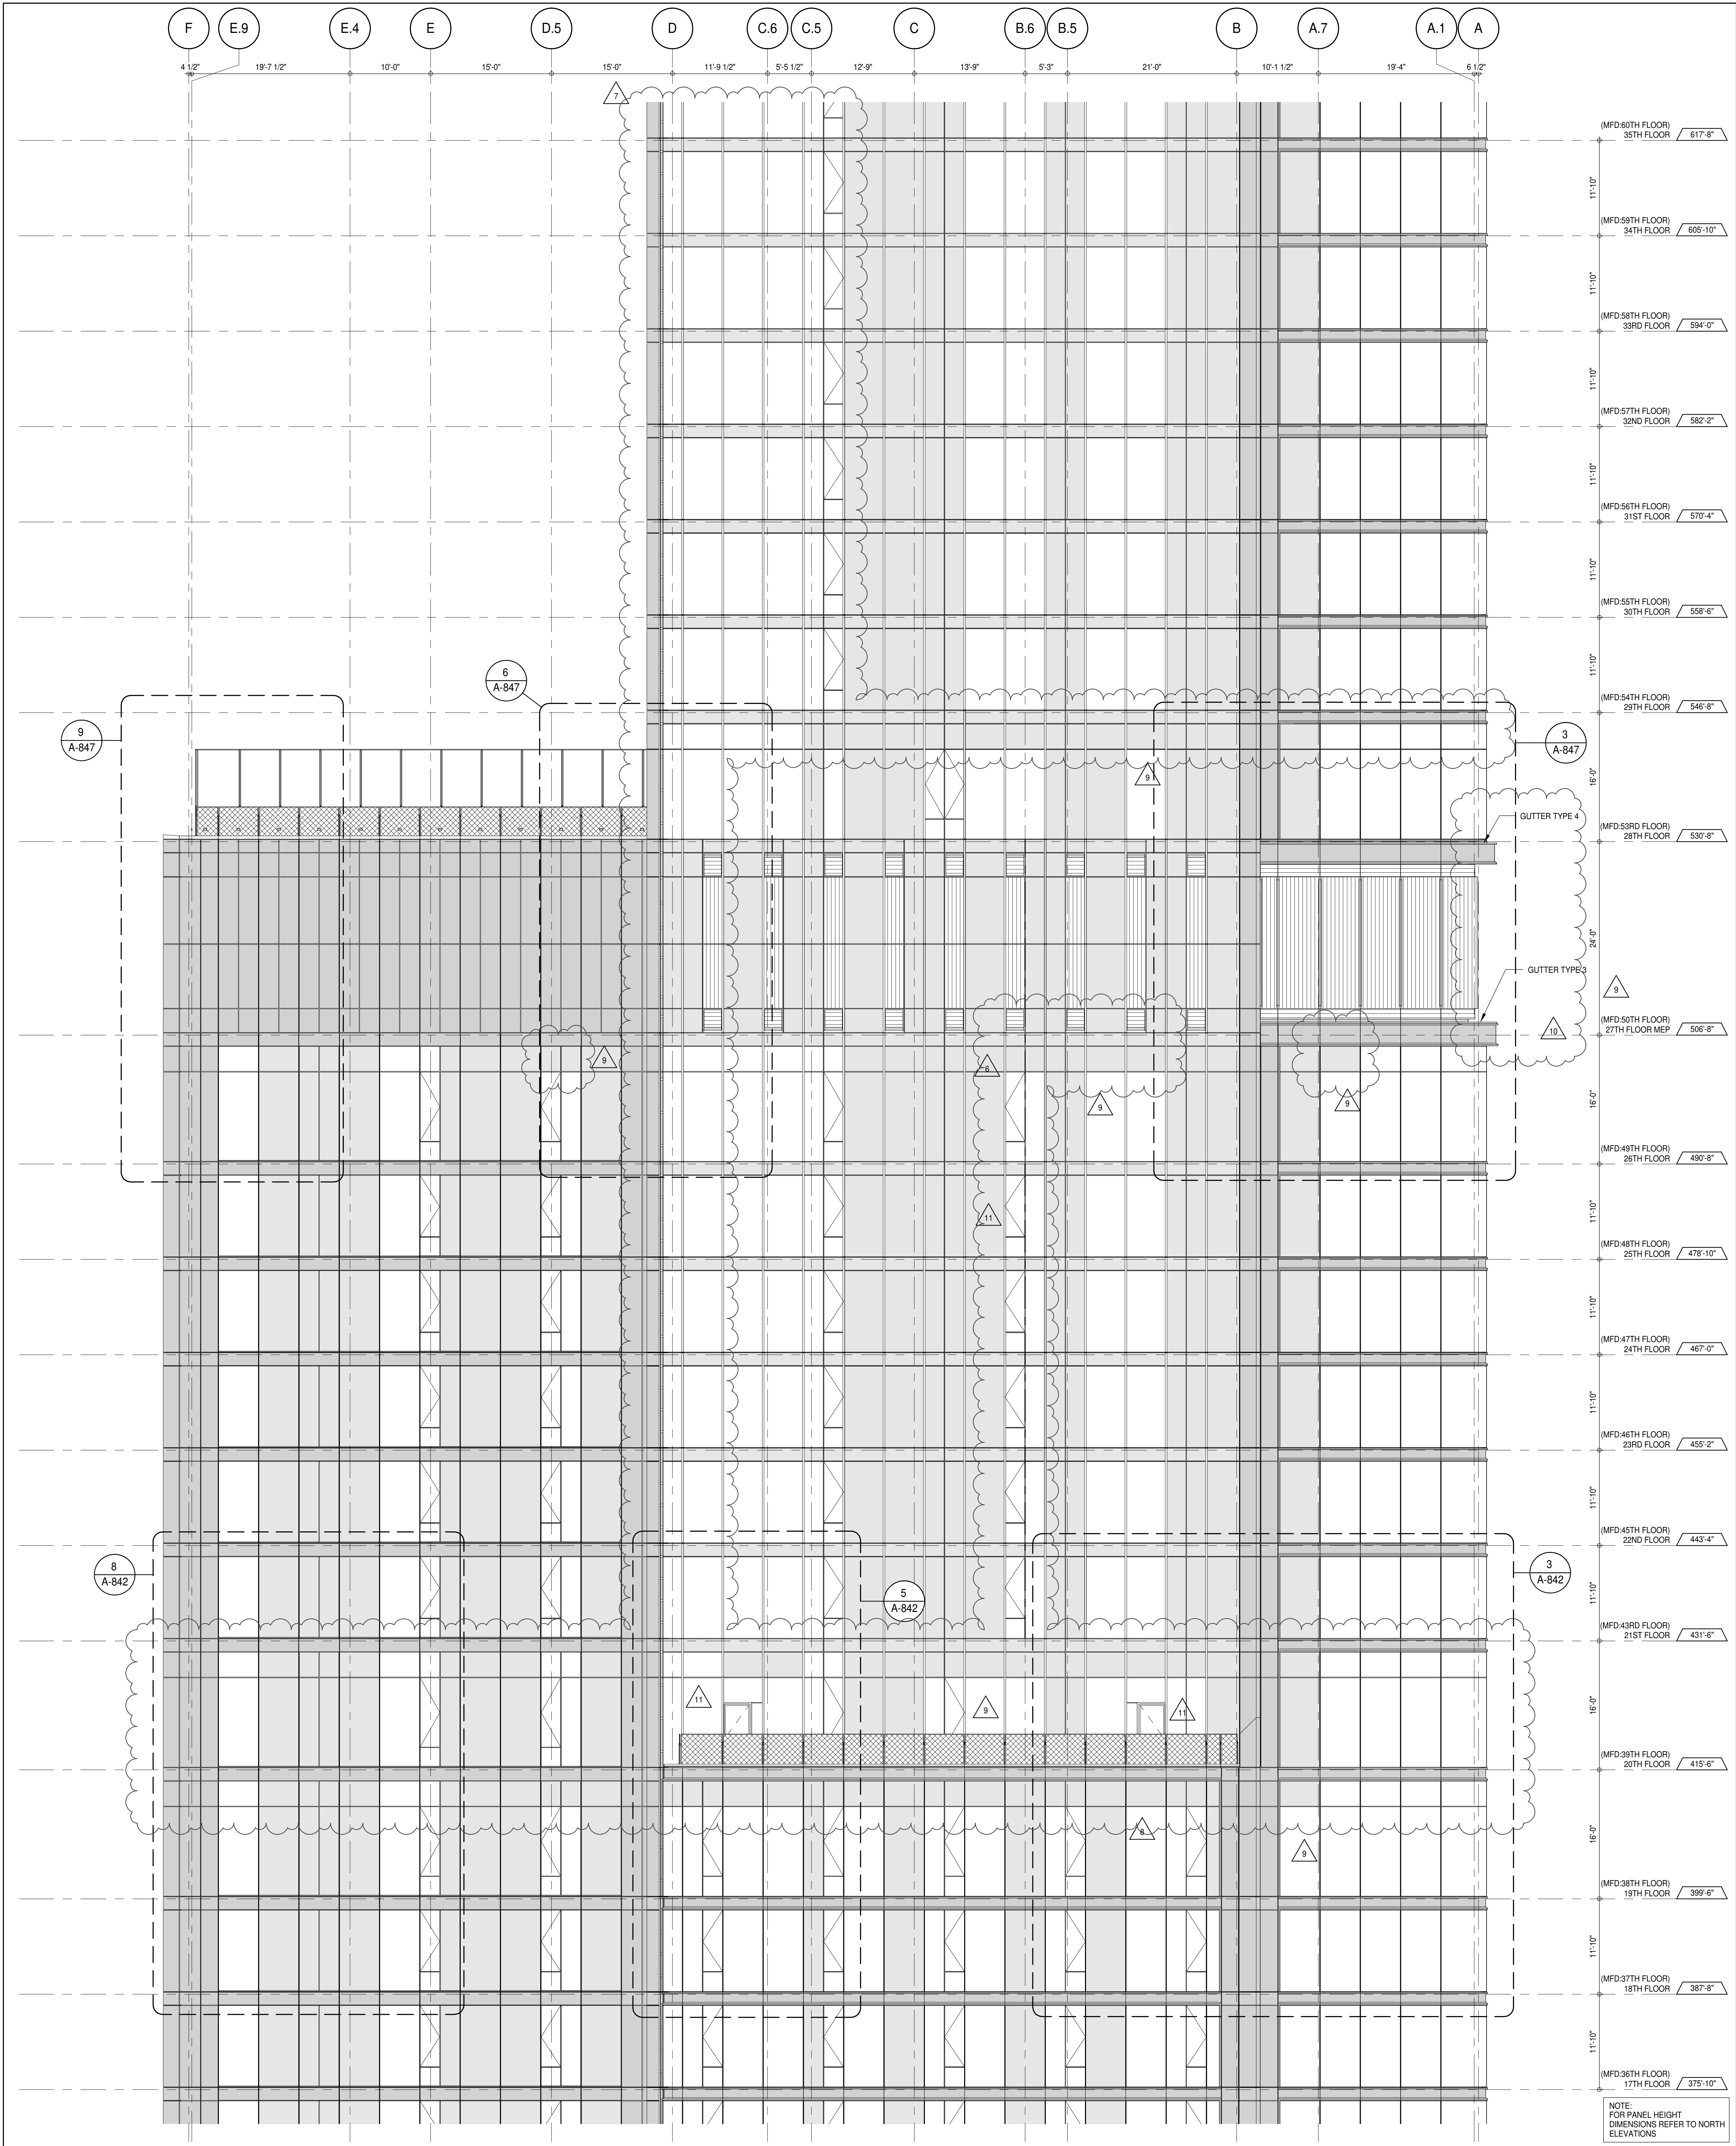 F
E.9
E.4
E
D.5
D
C.6
C.5
C
B.6
B.5
B
A.7
A.1
A
4 1/2"
19'-7 1/2"
10'-0"
15'-0"
15'-0"
11'-9 1/2"
5'-5 1/2"
12'-9"
13'-9"
5'-3"
21'-0"
10'-1 1/2"
19'-4"
6 1/2"
7
(MFD:60TH FLOOR)
35TH FLOOR 617'-8"
11'-10"
(MFD:59TH FLOOR)
34TH FLOOR 605'-10"
11'-10"
(MFD:58TH FLOOR)
33RD FLOOR 594'-0"
11'-10"
(MFD:57TH FLOOR)
32ND FLOOR 582'-2"
11'-10"
(MFD:56TH FLOOR)
31ST FLOOR 570'-4"
11'-10"
(MFD:55TH FLOOR)
30TH FLOOR 558'-6"
11'-10"
6
A-847
(MFD:54TH FLOOR)
29TH FLOOR 546'-8"
9
A-847
3
A-847
9
16'-0"
GUTTER TYPE 4
(MFD:53RD FLOOR)
28TH FLOOR 530'-8"
24'-0"
GUTTER TYPE 3
9
(MFD:50TH FLOOR)
27TH FLOOR MEP 506'-8"
10
9
6
9
9
16'-0"
(MFD:49TH FLOOR)
26TH FLOOR 490'-8"
11
11'-10"
(MFD:48TH FLOOR)
25TH FLOOR 478'-10"
11'-10"
(MFD:47TH FLOOR)
24TH FLOOR 467'-0"
11'-10"
(MFD:46TH FLOOR)
23RD FLOOR 455'-2"
11'-10"
(MFD:45TH FLOOR)
22ND FLOOR 443'-4"
8
A-842
5
A-842
3
A-842
11'-10"
(MFD:43RD FLOOR)
21ST FLOOR 431'-6"
11
9
11
16'-0"
(MFD:39TH FLOOR)
20TH FLOOR 415'-6"
8
9
16'-0"
(MFD:38TH FLOOR)
19TH FLOOR 399'-6"
11'-10"
(MFD:37TH FLOOR)
18TH FLOOR 387'-8"
11'-10"
(MFD:36TH FLOOR)
17TH FLOOR 375'-10"
NOTE:
FOR PANEL HEIGHT
DIMENSIONS REFER TO NORTH
ELEVATIONS